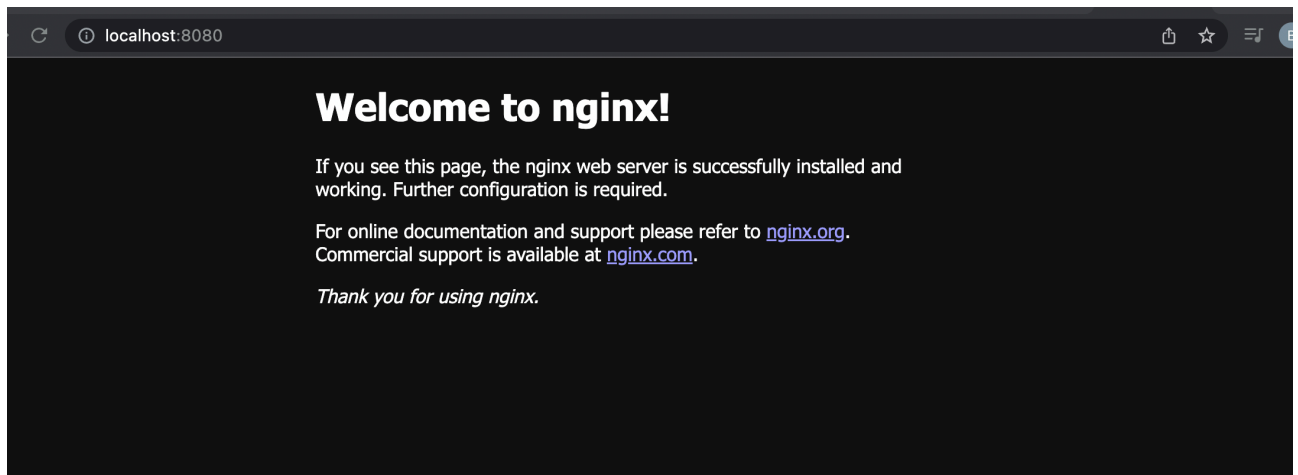 localhost:8080
Welcome to nginx!
If you see this page, the nginx web server is successfully installed and
working. Further configuration is required.
For online documentation and support please refer to nginx.org.
Commercial support is available at nginx.com.
Thank you for using nginx.